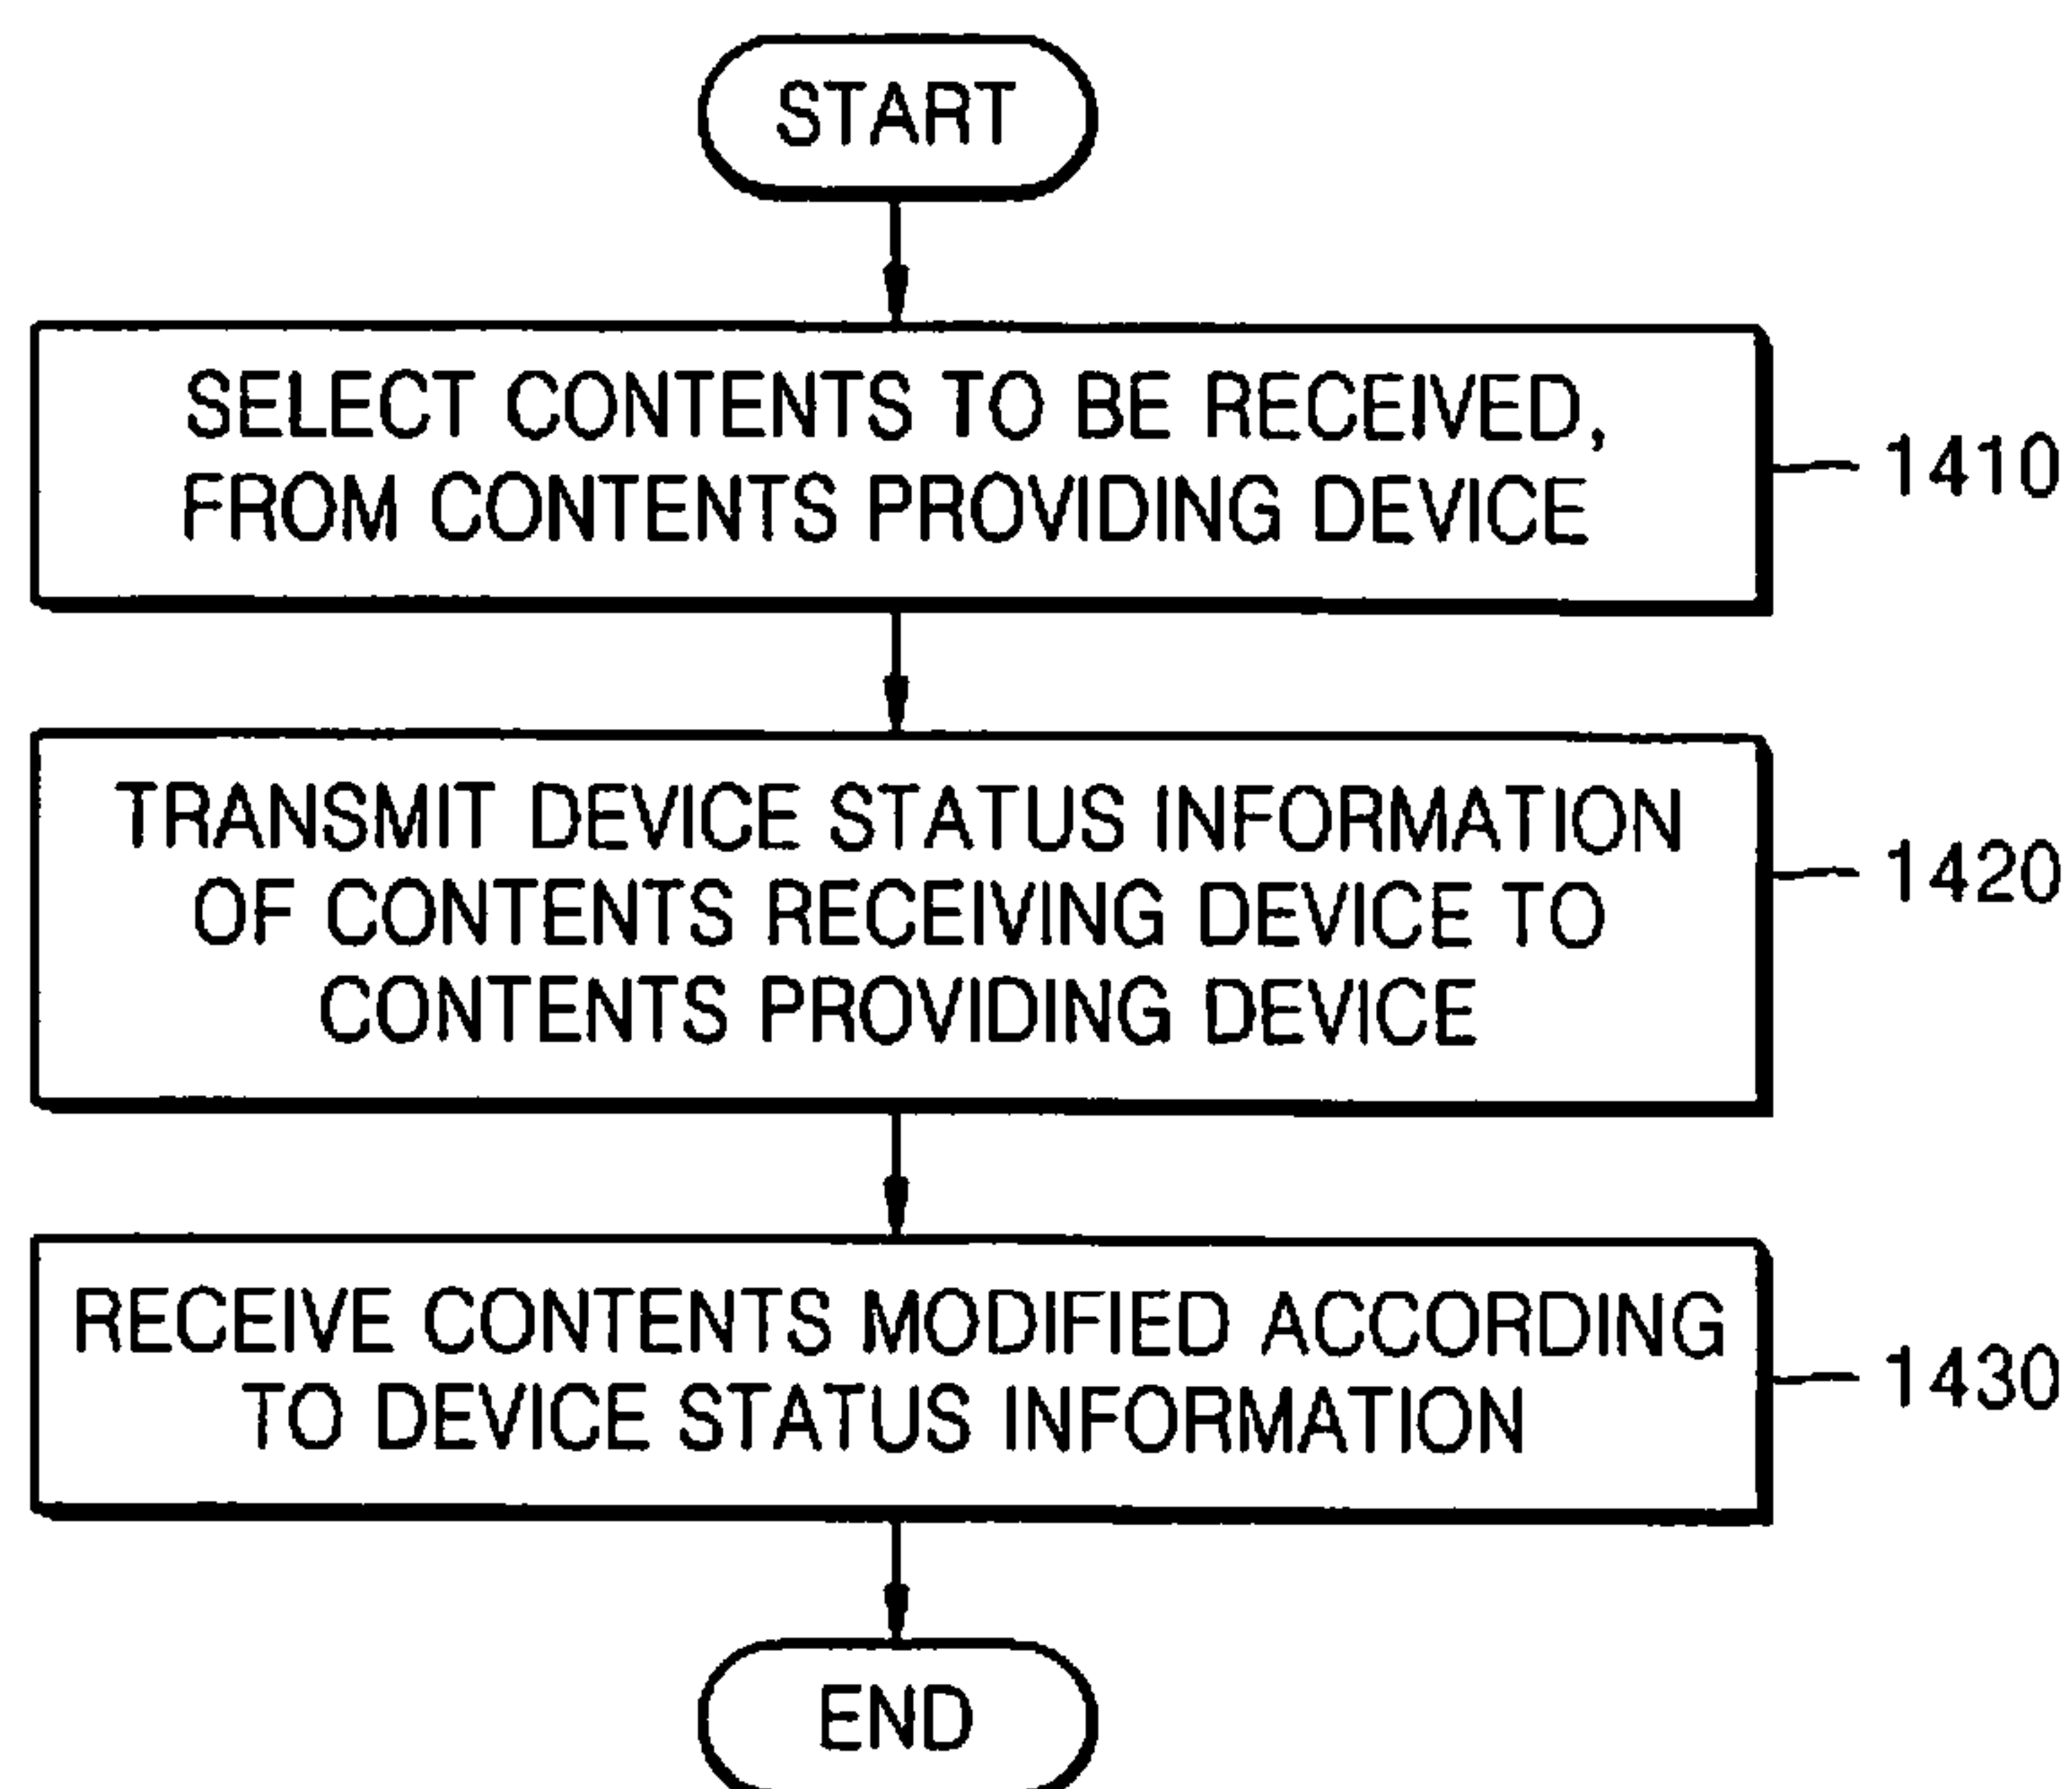 START
SELECT CONTENTS TO BE RECEIVED,
FROM CONTENTS PROVIDING DEVICE
1410
TRANSMIT DEVICE STATUS INFORMATION
OF CONTENTS RECEIVING DEVICE TO
CONTENTS PROVIDING DEVICE
1420
RECEIVE CONTENTS MODIFIED ACCORDING
TO DEVICE STATUS INFORMATION
1430
END